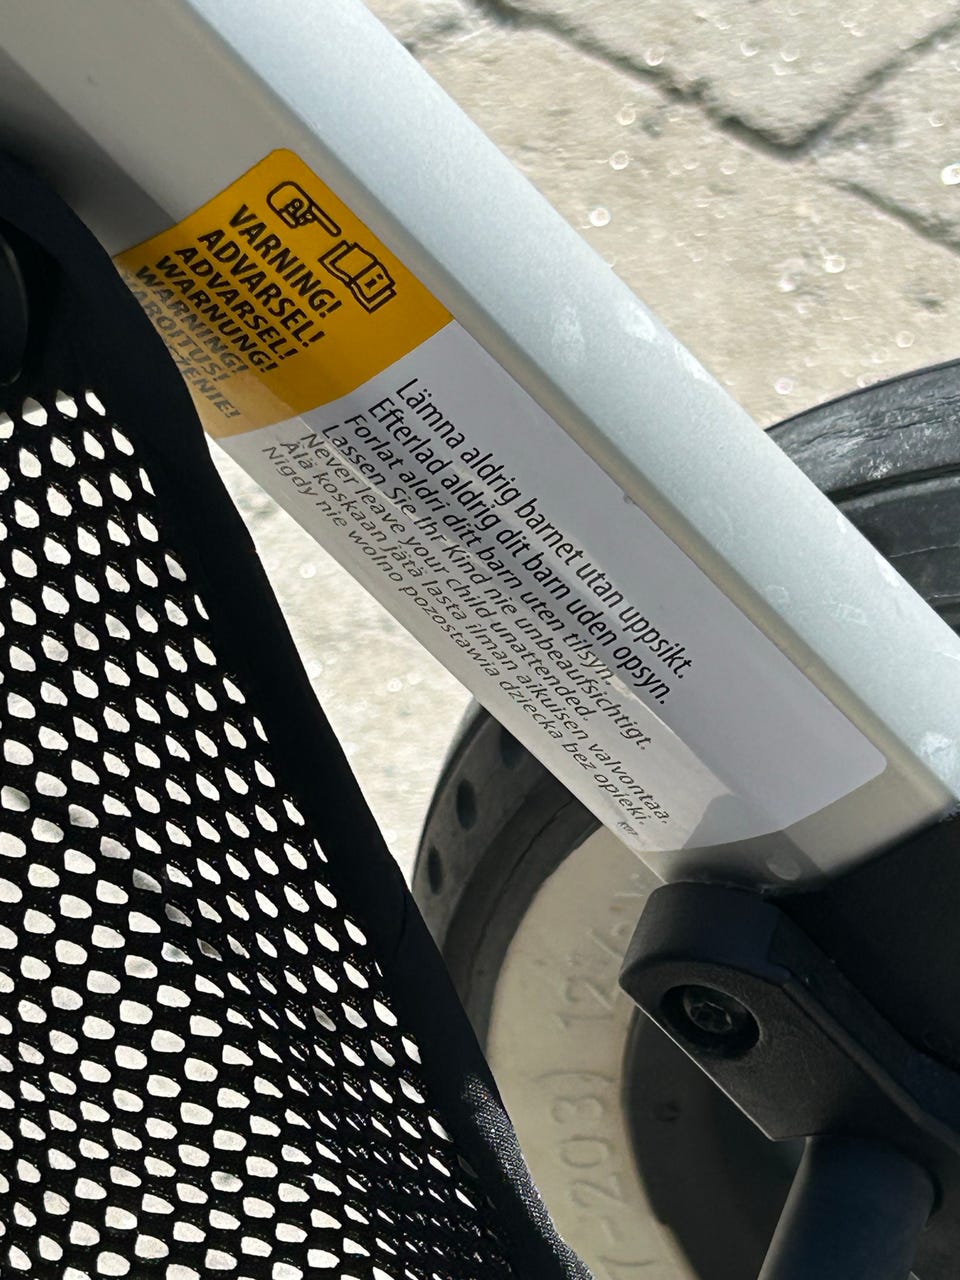 VARNING!
ADVARSEL!
ADVARSEL!
WARNUNG!
WARNING!
VAROITUS!
Lämna aldrig barnet utan uppsikt.
Efterlad aldrig dit barn uden opsyn.
Forlat aldri ditt barn uten tilsyn.
Lassen Sie Ihr Kind nie unbeaufsichtigt.
Never leave your child unattended.
Älä koskaan jätä lasta ilman aikuisen valvontaa.
Nigdy nie wolno pozostawia dziecka bez opieki.
-203) 12